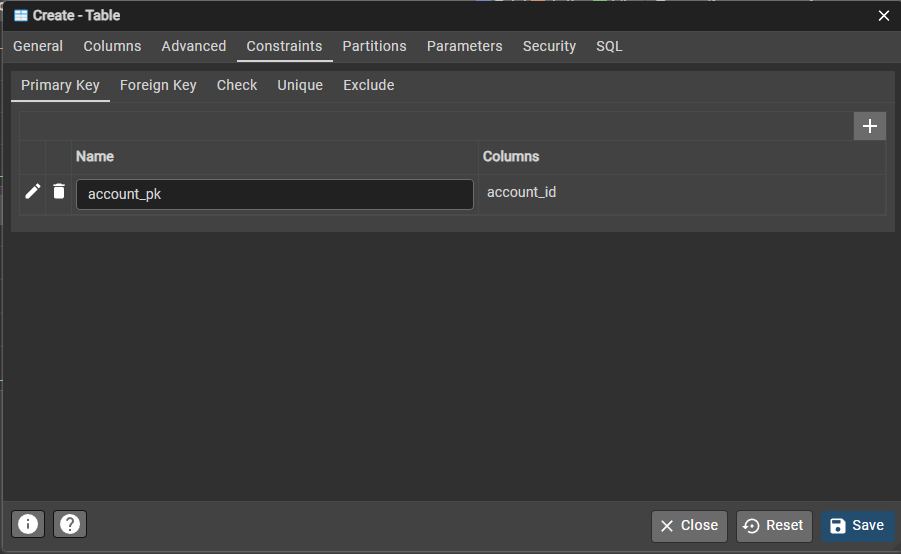 Create - Table
General Columns Advanced Constraints Partitions Parameters Security SQL
Primary Key Foreign Key Check Unique Exclude
Name Columns
account_pk account_id
Close Reset Save